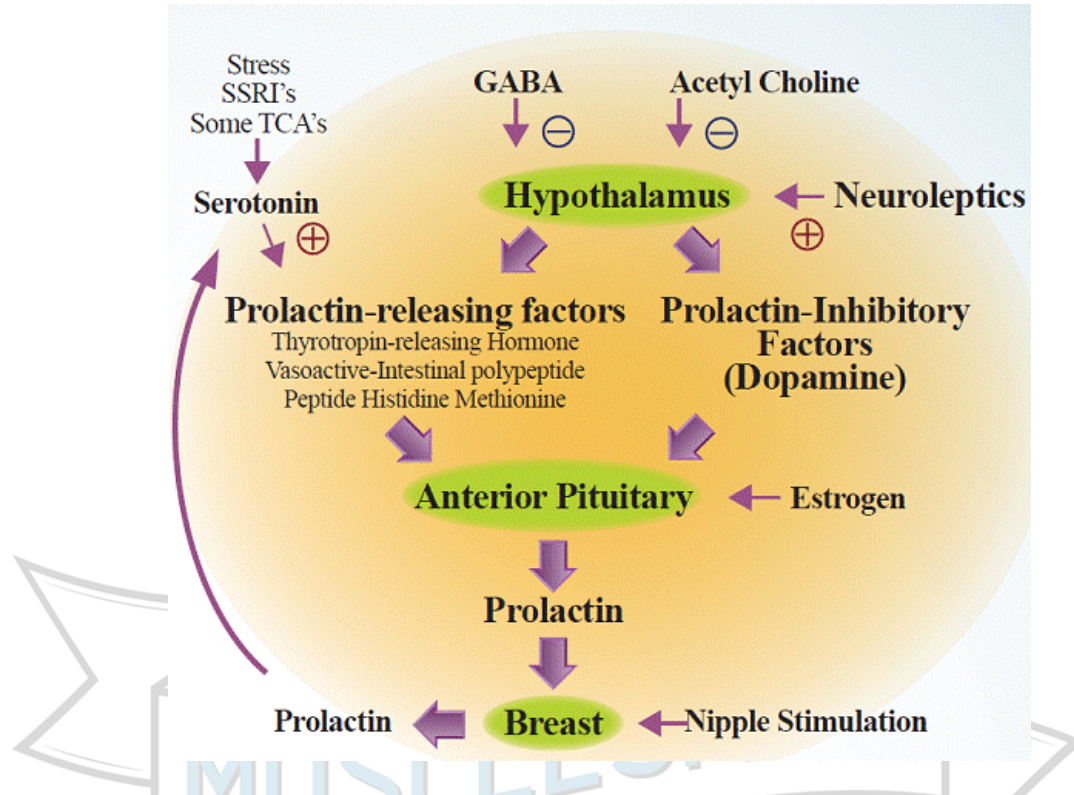 Stress
SSRI's
Some TCA's
GABA
Acetyl Choline
⊖
⊖
Hypothalamus
Neuroleptics
Serotonin
⊕
⊕
Prolactin-releasing factors
Thyrotropin-releasing Hormone
Vasoactive-Intestinal polypeptide
Peptide Histidine Methionine
Prolactin-Inhibitory
Factors
(Dopamine)
Anterior Pituitary
Estrogen
Prolactin
Prolactin
Breast
Nipple Stimulation